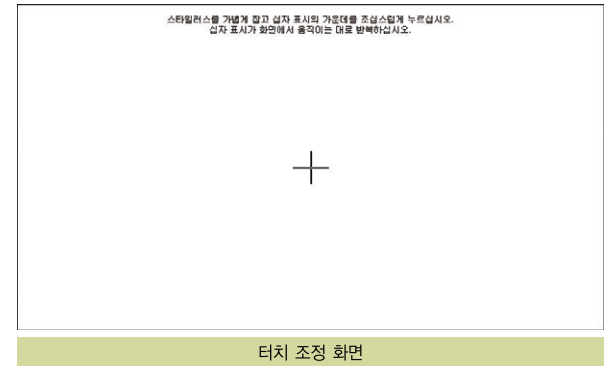 스타일러스를 가볍게 잡고 십자 표시의 가운데를 조심스럽게 누르십시오.
십자 표시가 화면에서 움직이는 대로 반복하십시오.
터치 조정 화면